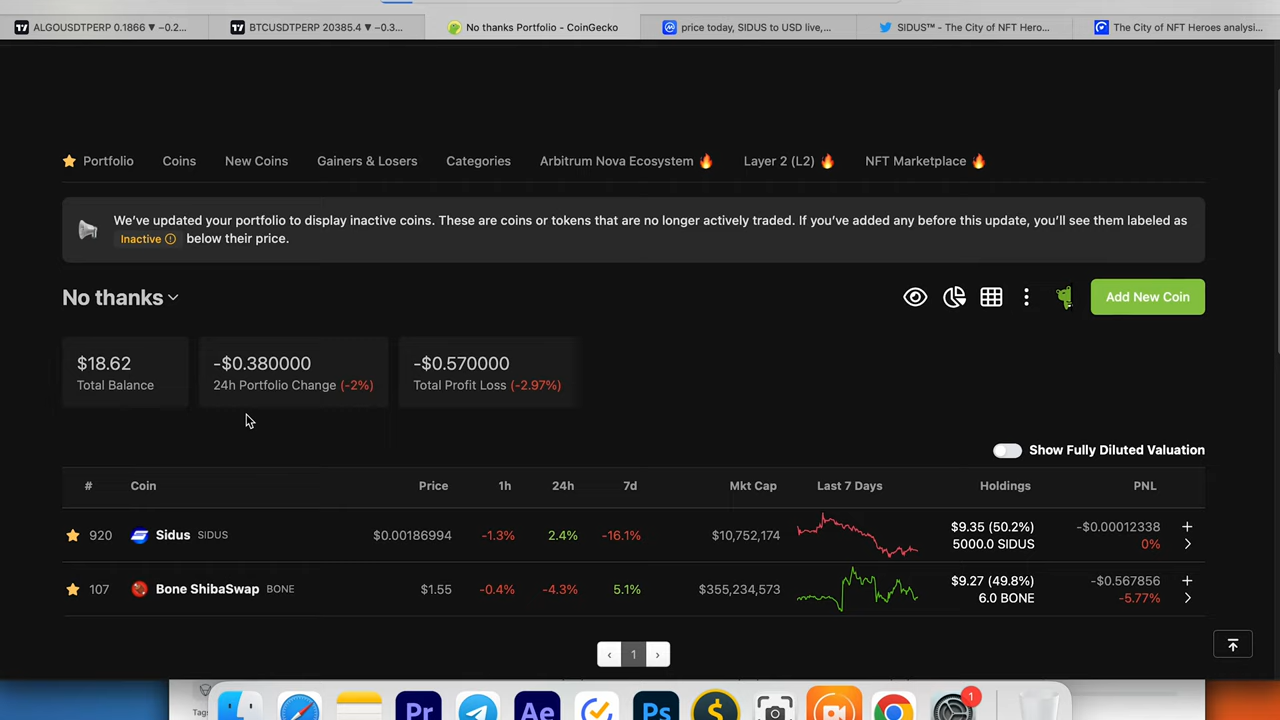 ALGOUSDTPERP 0.1866 ▼ −0.2...
BTCUSDTPERP 20385.4 ▼ −0.3...
No thanks Portfolio - CoinGecko
price today, SIDUS to USD live,...
SIDUS™ - The City of NFT Hero...
The City of NFT Heroes analysi...
Portfolio
Coins
New Coins
Gainers & Losers
Categories
Arbitrum Nova Ecosystem 🔥
Layer 2 (L2) 🔥
NFT Marketplace 🔥
We've updated your portfolio to display inactive coins. These are coins or tokens that are no longer actively traded. If you've added any before this update, you'll see them labeled as
Inactive below their price.
No thanks
Add New Coin
$18.62
Total Balance
-$0.380000
24h Portfolio Change (-2%)
-$0.570000
Total Profit Loss (-2.97%)
Show Fully Diluted Valuation
# Coin Price 1h 24h 7d Mkt Cap Last 7 Days Holdings PNL
920 Sidus SIDUS $0.00186994 -1.3% 2.4% -16.1% $10,752,174 $9.35 (50.2%) -$0.00012338 +
5000.0 SIDUS 0%
107 Bone ShibaSwap BONE $1.55 -0.4% -4.3% 5.1% $355,234,573 $9.27 (49.8%) -$0.567856 +
6.0 BONE -5.77%
‹ 1 ›
Tags
Pr
Ae
Ps
$
1